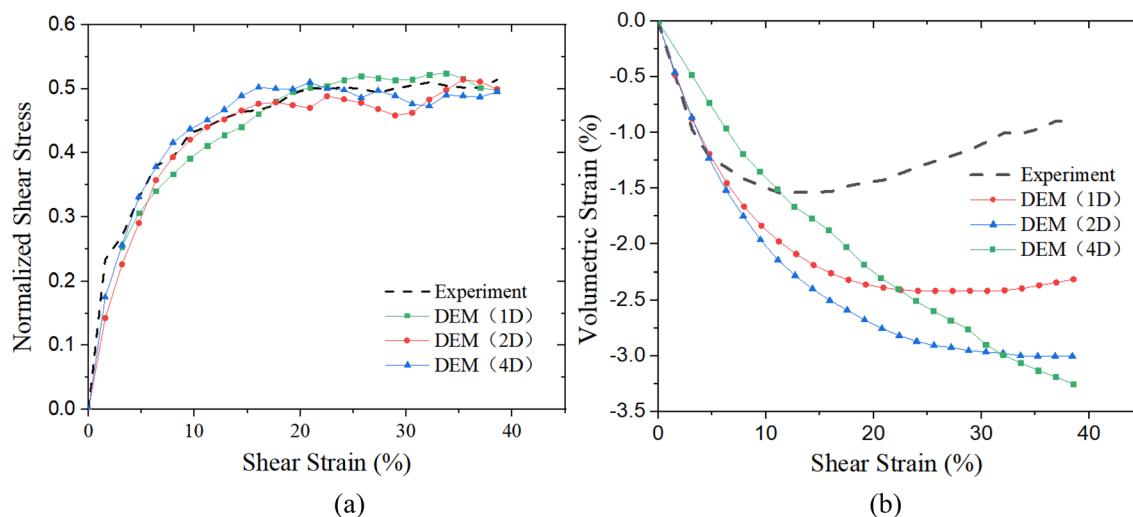 0.6
0.5
0.4
0.3
0.2
0.1
0.0
Normalized Shear Stress
Experiment
DEM（1D）
DEM（2D）
DEM（4D）
0
10
20
30
40
Shear Strain (%)
(a)
0.0
-0.5
-1.0
-1.5
-2.0
-2.5
-3.0
-3.5
Volumetric Strain (%)
Experiment
DEM（1D）
DEM（2D）
DEM（4D）
0
10
20
30
40
Shear Strain (%)
(b)